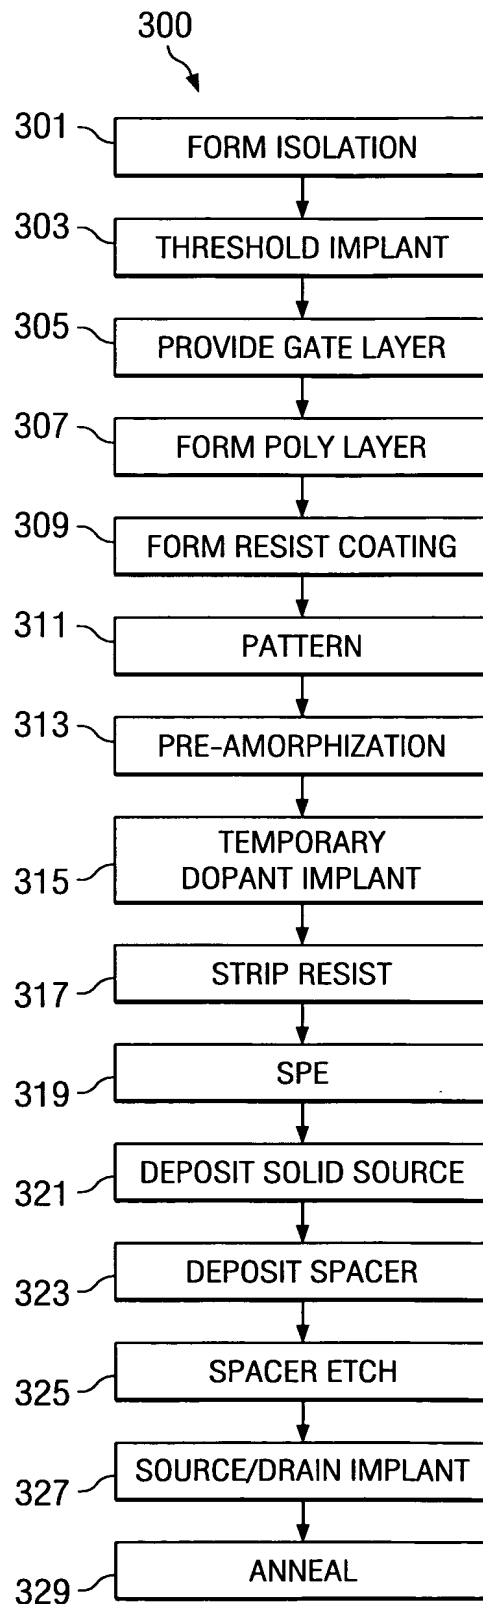 300
301 FORM ISOLATION
303 THRESHOLD IMPLANT
305 PROVIDE GATE LAYER
307 FORM POLY LAYER
309 FORM RESIST COATING
311 PATTERN
313 PRE-AMORPHIZATION
TEMPORARY
315 DOPANT IMPLANT
317 STRIP RESIST
319 SPE
321 DEPOSIT SOLID SOURCE
323 DEPOSIT SPACER
325 SPACER ETCH
327 SOURCE/DRAIN IMPLANT
329 ANNEAL